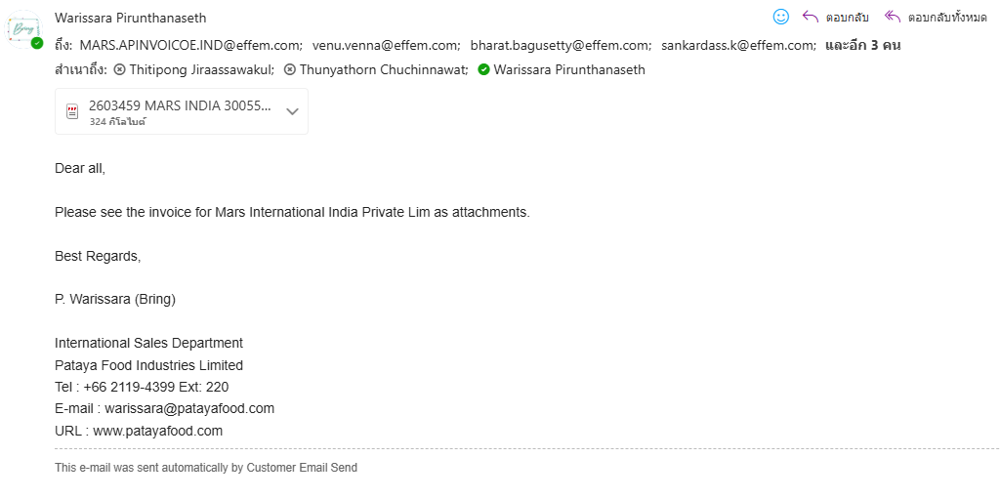 Warissara Pirunthanaseth
ตอบกลับ ตอบกลับทั้งหมด
ถึง: MARS.APINVOICOE.IND@effem.com; venu.venna@effem.com; bharat.bagusetty@effem.com; sankardass.k@effem.com; และอีก 3 คน
สำเนาถึง: Thitipong Jiraassawakul; Thunyathorn Chuchinnawat; Warissara Pirunthanaseth
2603459 MARS INDIA 30055...
324 กิโลไบต์
Dear all,
Please see the invoice for Mars International India Private Lim as attachments.
Best Regards,
P. Warissara (Bring)
International Sales Department
Pataya Food Industries Limited
Tel : +66 2119-4399 Ext: 220
E-mail : warissara@patayafood.com
URL : www.patayafood.com
This e-mail was sent automatically by Customer Email Send